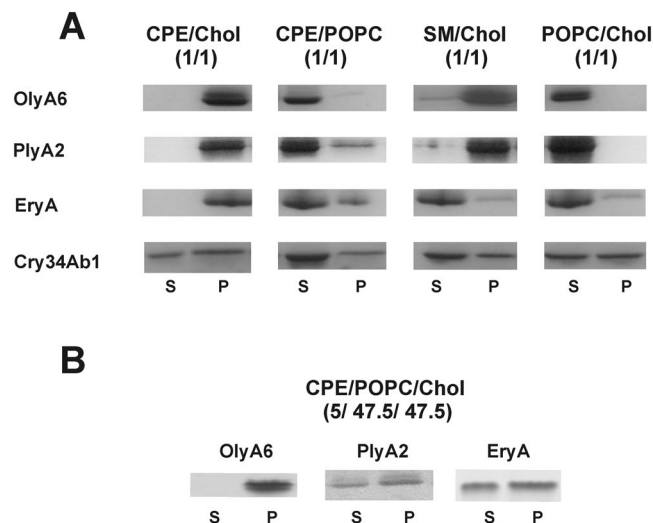 A
CPE/Chol CPE/POPC SM/Chol POPC/Chol
(1/1) (1/1) (1/1) (1/1)
OlyA6
PlyA2
EryA
Cry34Ab1
S P S P S P S P
B
CPE/POPC/Chol
(5/ 47.5/ 47.5)
OlyA6 PlyA2 EryA
S P S P S P